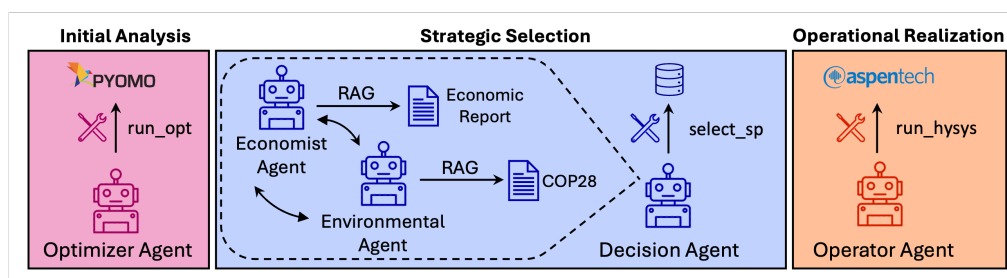 Initial Analysis
PYOMO
run_opt
Optimizer Agent
Strategic Selection
RAG
Economic
Report
Economist
Agent
RAG
COP28
Environmental
Agent
select_sp
Decision Agent
Operational Realization
aspentech
run_hysys
Operator Agent